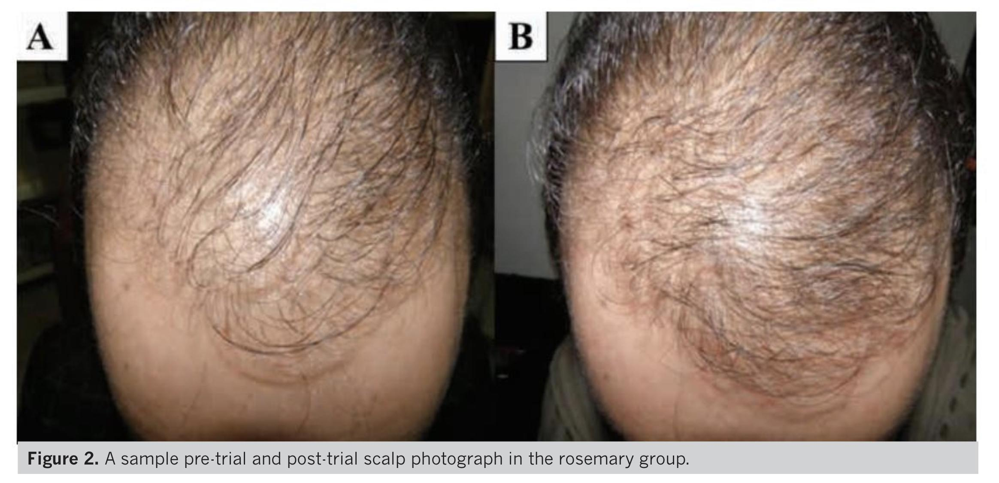 A
B
Figure 2. A sample pre-trial and post-trial scalp photograph in the rosemary group.